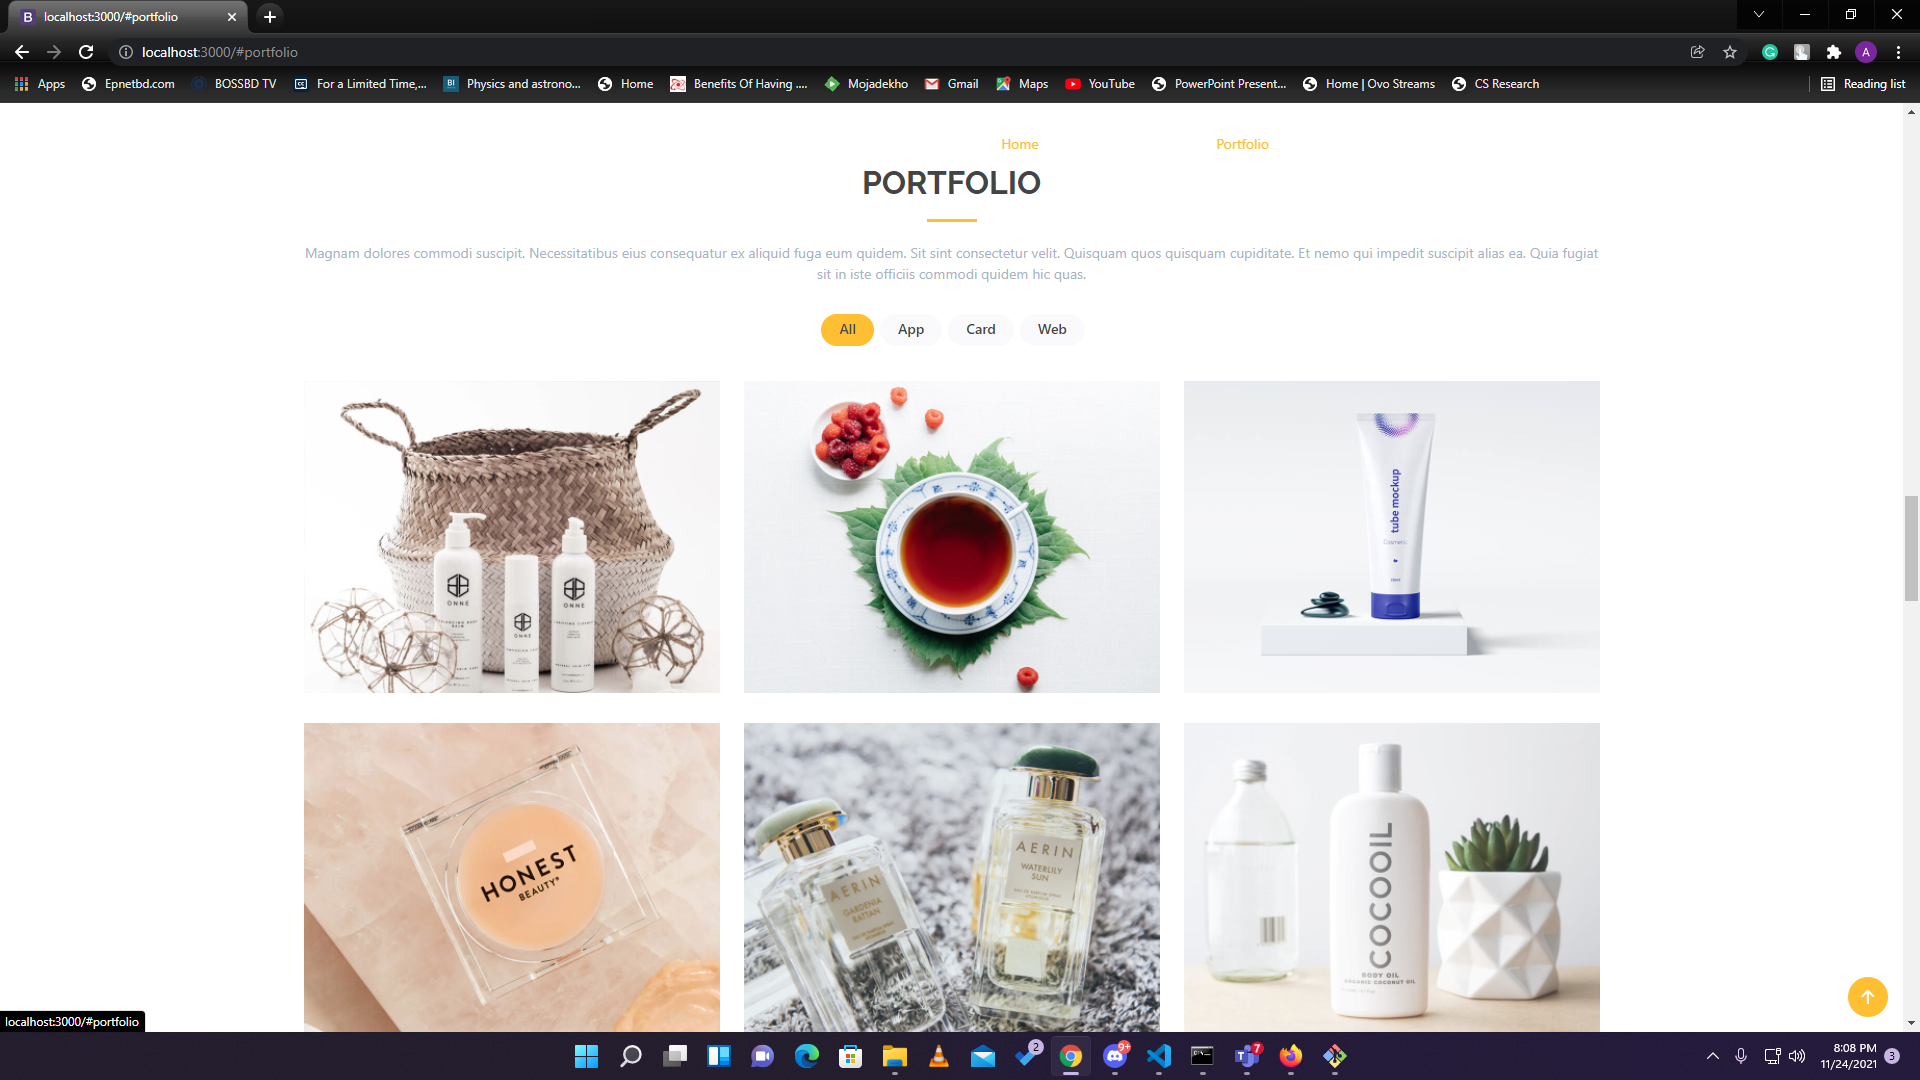 localhost:3000/#portfolio
localhost:3000/#portfolio
Apps
Epnetbd.com
BOSSBD TV
For a Limited Time,...
Physics and astrono...
Home
Benefits Of Having ....
Mojadekho
Gmail
Maps
YouTube
PowerPoint Present...
Home | Ovo Streams
CS Research
Reading list
Home
Portfolio
PORTFOLIO
Magnam dolores commodi suscipit. Necessitatibus eius consequatur ex aliquid fuga eum quidem. Sit sint consectetur velit. Quisquam quos quisquam cupiditate. Et nemo qui impedit suscipit alias ea. Quia fugiat
sit in iste officiis commodi quidem hic quas.
All
App
Card
Web
ONNE
ONNE
ONNE
tube mockup
Cosmetic
HONEST
BEAUTY
AERIN
GARDENIA
RATTAN
AERIN
WATERLILY
SUN
COCOOIL
BODY OIL
ORGANIC COCONUT OIL
localhost:3000/#portfolio
2
9+
7
8:08 PM
11/24/2021
3